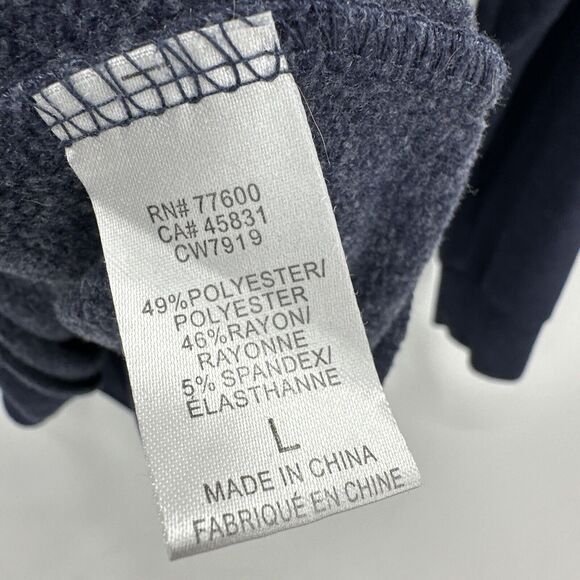 RN# 77600
CA# 45831
CW7919
49%POLYESTER/
POLYESTER
46%RAYON/
RAYONNE
5% SPANDEX/
ELASTHANNE
L
MADE IN CHINA
FABRIQUÉ EN CHINE